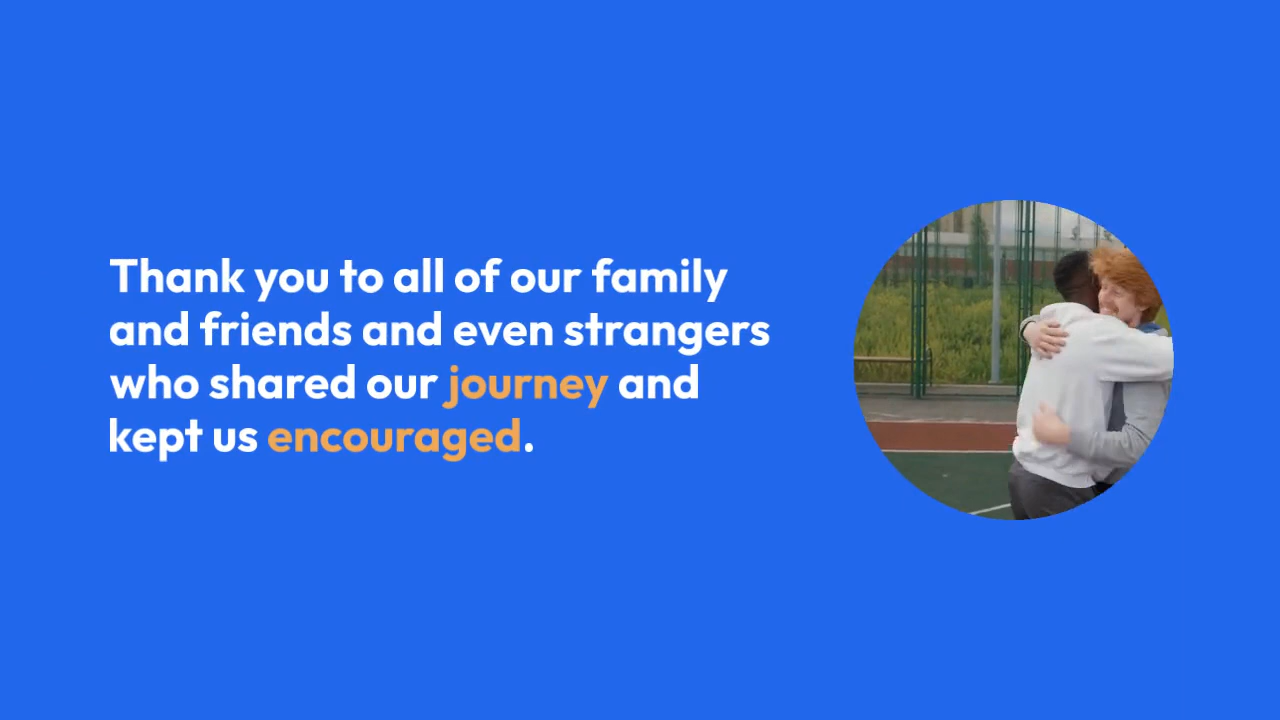 Thank you to all of our family
and friends and even strangers
who shared our journey and
kept us encouraged.